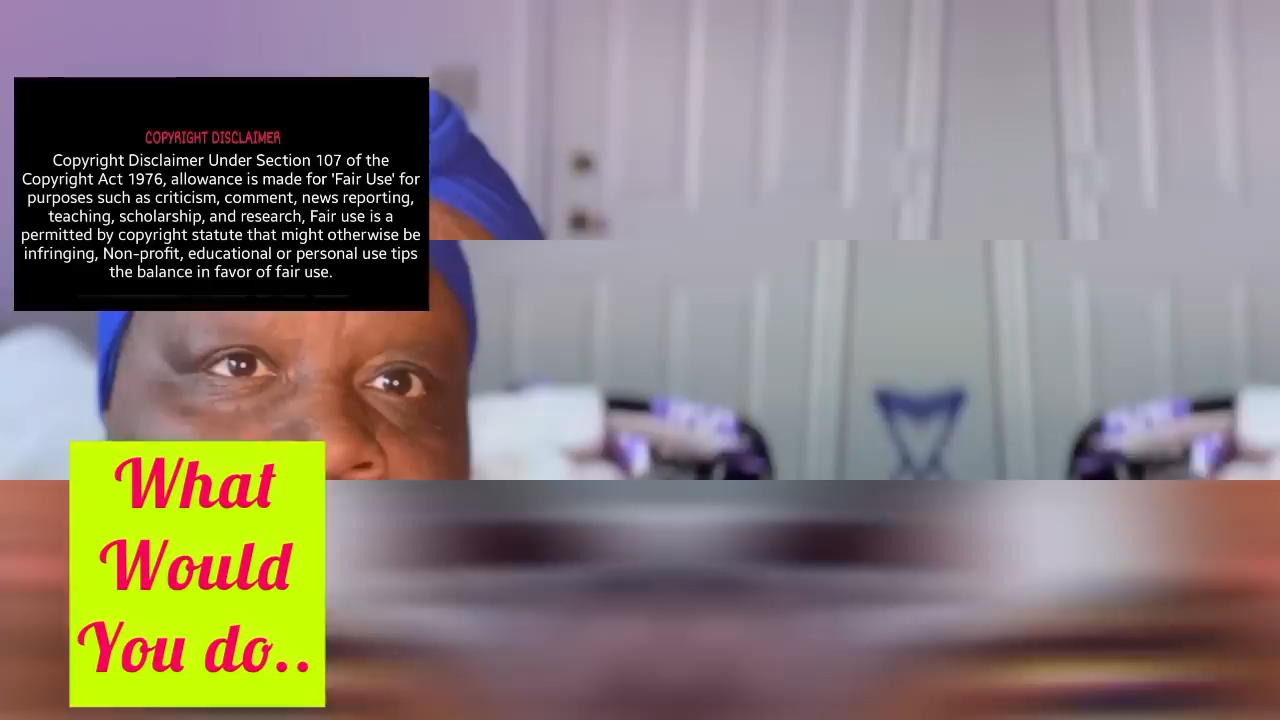 COPYRIGHT DISCLAIMER
Copyright Disclaimer Under Section 107 of the
Copyright Act 1976, allowance is made for 'Fair Use' for
purposes such as criticism, comment, news reporting,
teaching, scholarship, and research, Fair use is a
permitted by copyright statute that might otherwise be
infringing, Non-profit, educational or personal use tips
the balance in favor of fair use.
What
Would
You do..